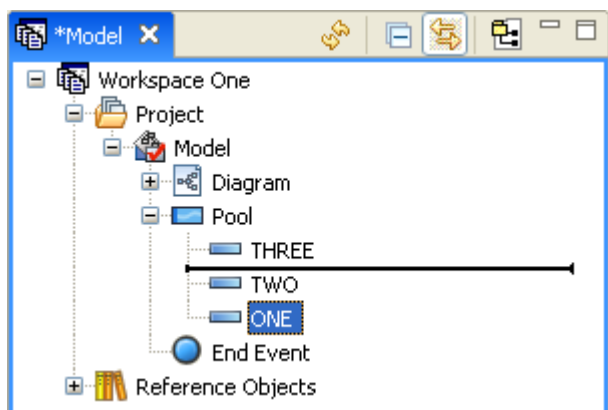 *Model
Workspace One
Project
Model
Diagram
Pool
THREE
TWO
ONE
End Event
Reference Objects